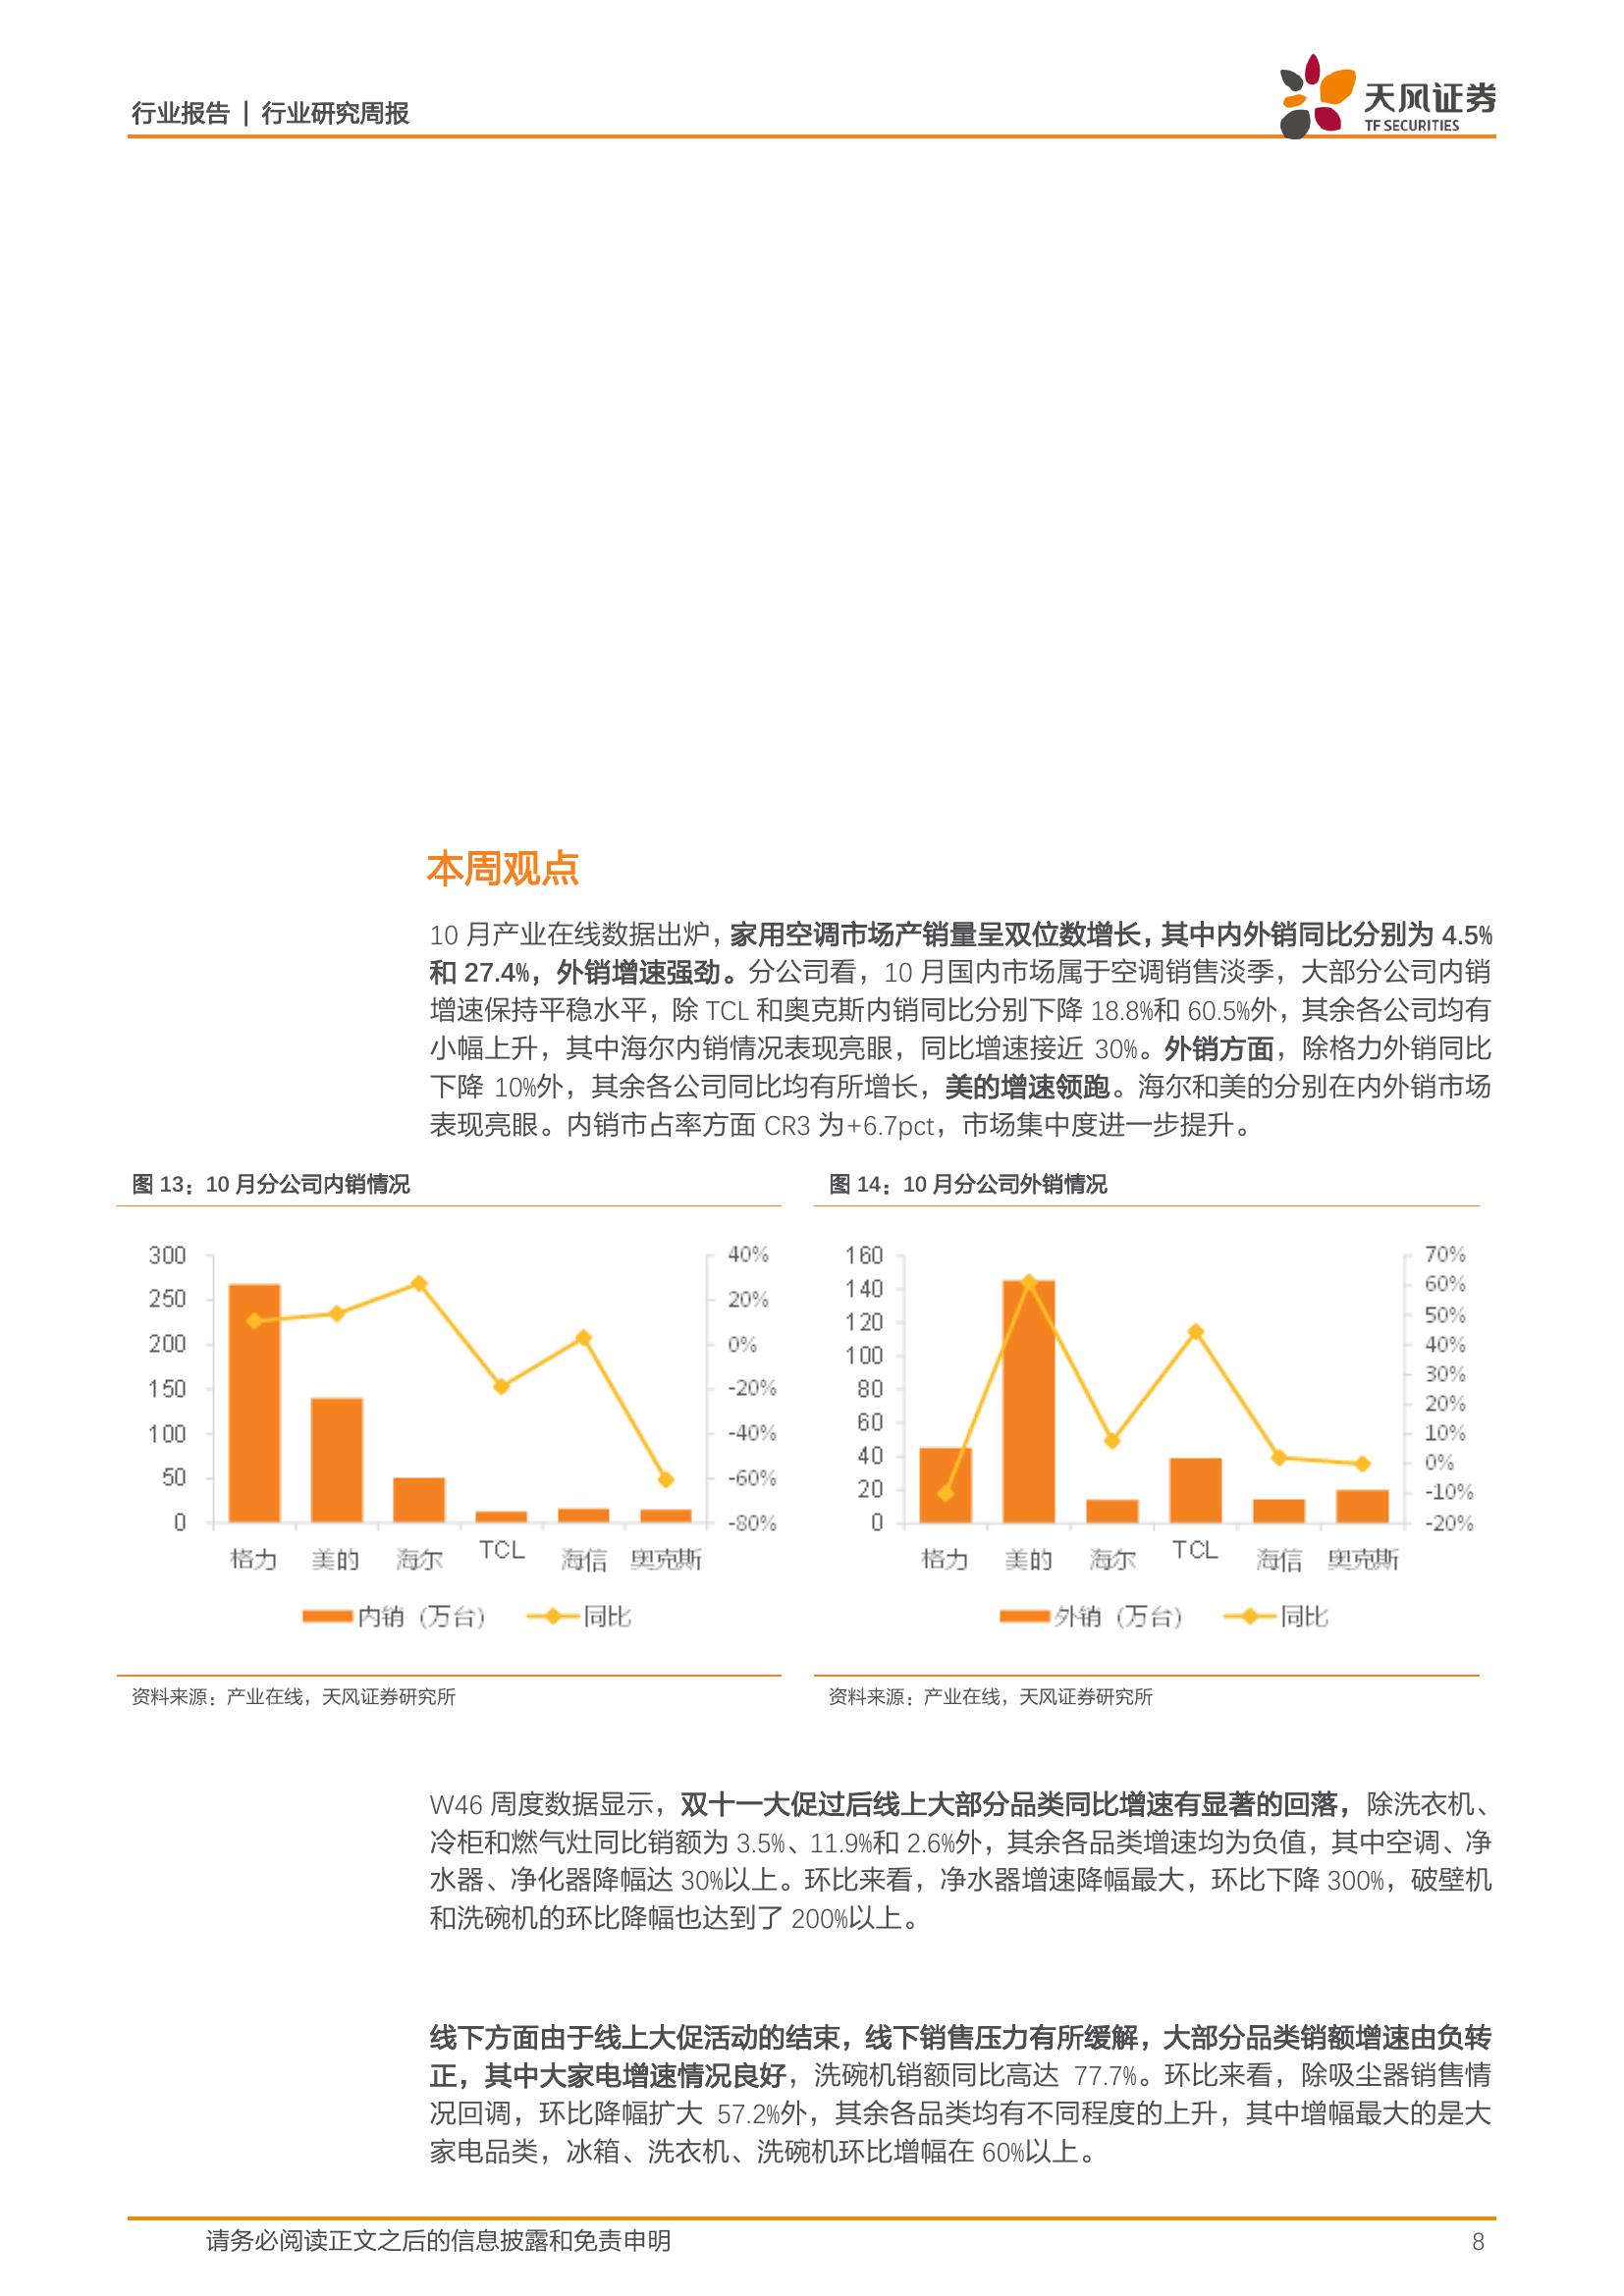 行业报告 | 行业研究周报
天风证券
TF SECURITIES
本周观点
10 月产业在线数据出炉，家用空调市场产销量呈双位数增长，其中内外销同比分别为 4.5%
和 27.4%，外销增速强劲。分公司看，10 月国内市场属于空调销售淡季，大部分公司内销
增速保持平稳水平，除 TCL 和奥克斯内销同比分别下降 18.8%和 60.5%外，其余各公司均有
小幅上升，其中海尔内销情况表现亮眼，同比增速接近 30%。外销方面，除格力外销同比
下降 10%外，其余各公司同比均有所增长，美的增速领跑。海尔和美的分别在内外销市场
表现亮眼。内销市占率方面 CR3 为+6.7pct，市场集中度进一步提升。
图 13：10 月分公司内销情况
300
250
200
150
100
50
0
40%
20%
0%
-20%
-40%
-60%
-80%
格力 美的 海尔 TCL 海信 奥克斯
内销（万台） 同比
资料来源：产业在线，天风证券研究所
图 14：10 月分公司外销情况
160
140
120
100
80
60
40
20
0
70%
60%
50%
40%
30%
20%
10%
0%
-10%
-20%
格力 美的 海尔 TCL 海信 奥克斯
外销（万台） 同比
资料来源：产业在线，天风证券研究所
W46 周度数据显示，双十一大促过后线上大部分品类同比增速有显著的回落，除洗衣机、
冷柜和燃气灶同比销额为 3.5%、11.9%和 2.6%外，其余各品类增速均为负值，其中空调、净
水器、净化器降幅达 30%以上。环比来看，净水器增速降幅最大，环比下降 300%，破壁机
和洗碗机的环比降幅也达到了 200%以上。
线下方面由于线上大促活动的结束，线下销售压力有所缓解，大部分品类销额增速由负转
正，其中大家电增速情况良好，洗碗机销额同比高达 77.7%。环比来看，除吸尘器销售情
况回调，环比降幅扩大 57.2%外，其余各品类均有不同程度的上升，其中增幅最大的是大
家电品类，冰箱、洗衣机、洗碗机环比增幅在 60%以上。
请务必阅读正文之后的信息披露和免责申明
8